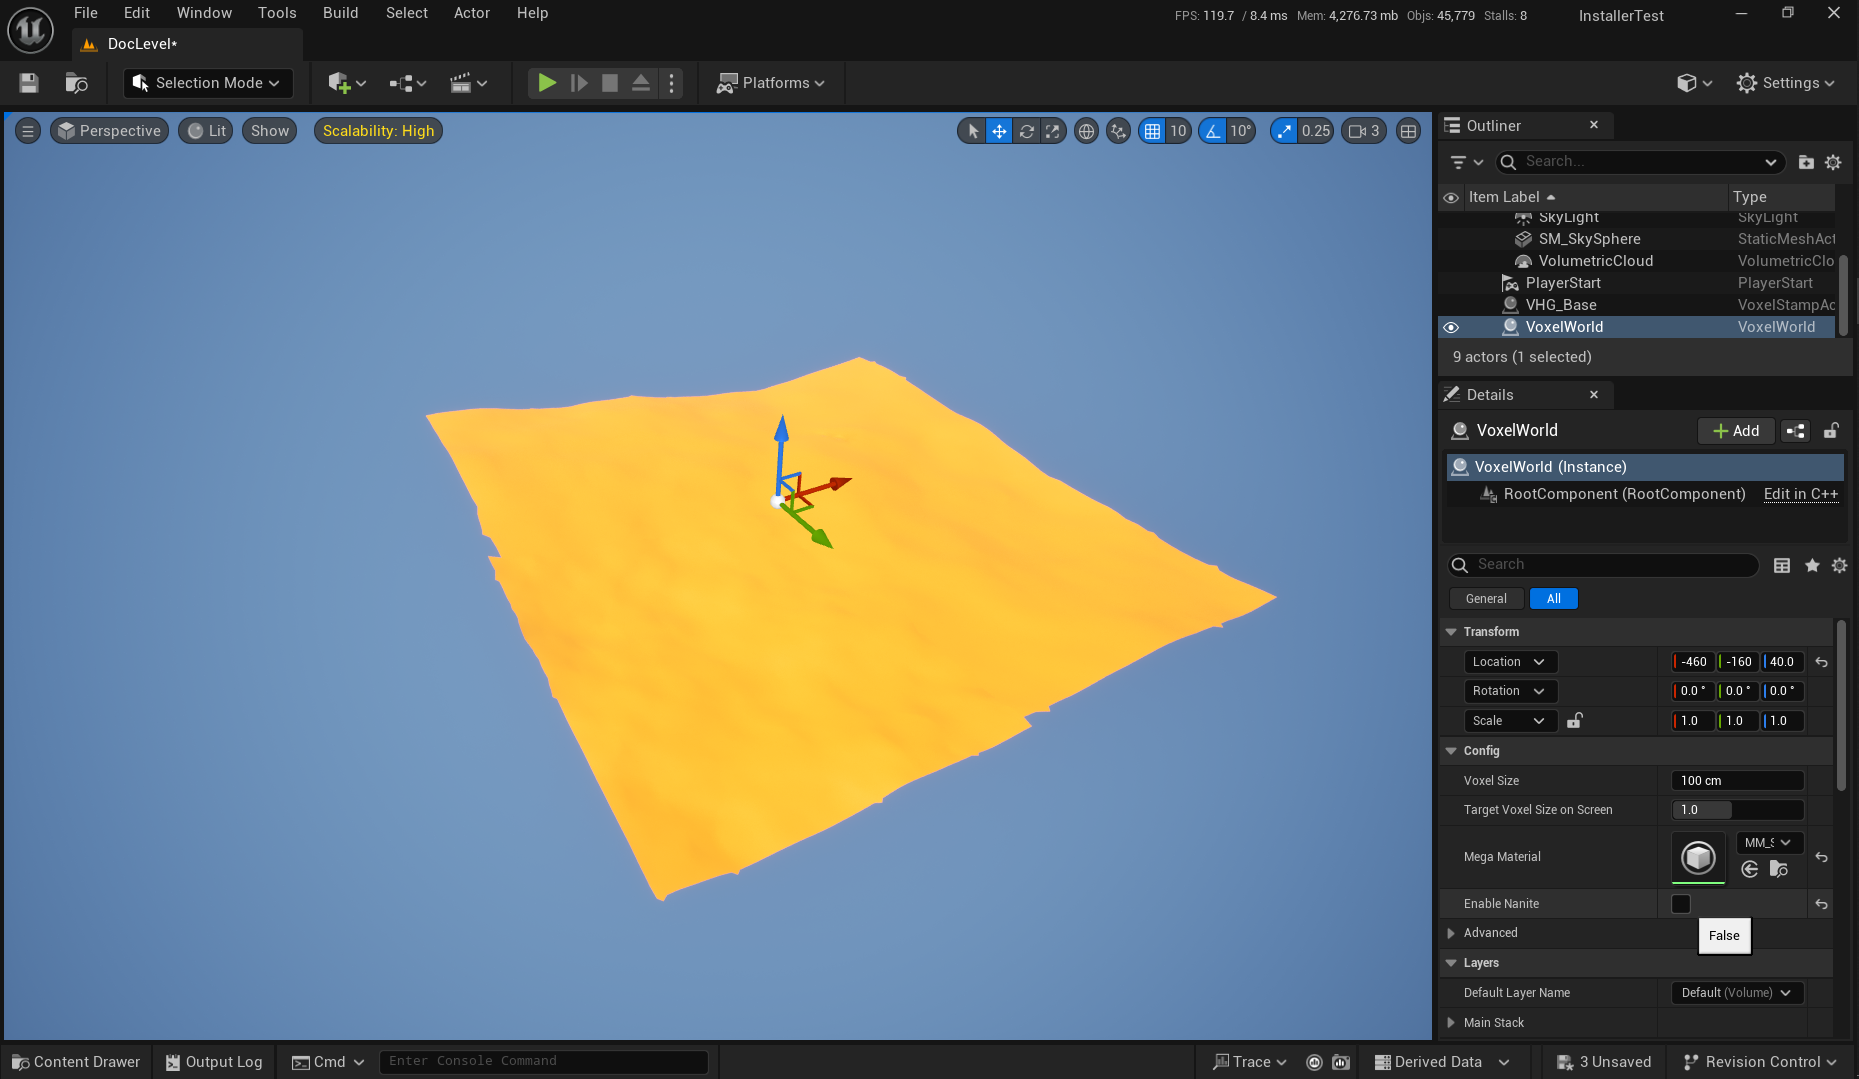 File Edit Window Tools Build Select Actor Help
FPS: 119.7 / 8.4 ms Mem: 4,276.73 mb Objs: 45,779 Stalls: 8
InstallerTest
DocLevel*
Selection Mode
Platforms
Settings
Perspective
Lit
Show
Scalability: High
10
10°
0.25
3
Outliner
Search...
Item Label
Type
SkyLight SkyLight
SM_SkySphere StaticMeshAct
VolumetricCloud VolumetricClo
PlayerStart PlayerStart
VHG_Base VoxelStampAc
VoxelWorld VoxelWorld
9 actors (1 selected)
Details
VoxelWorld
Add
VoxelWorld (Instance)
RootComponent (RootComponent) Edit in C++
Search
General All
Transform
Location -460 -160 40.0
Rotation 0.0 ° 0.0 ° 0.0 °
Scale 1.0 1.0 1.0
Config
Voxel Size 100 cm
Target Voxel Size on Screen 1.0
Mega Material MM_S
Enable Nanite
Advanced
False
Layers
Default Layer Name Default (Volume)
Main Stack
Content Drawer
Output Log
Cmd
Enter Console Command
Trace
Derived Data
3 Unsaved
Revision Control